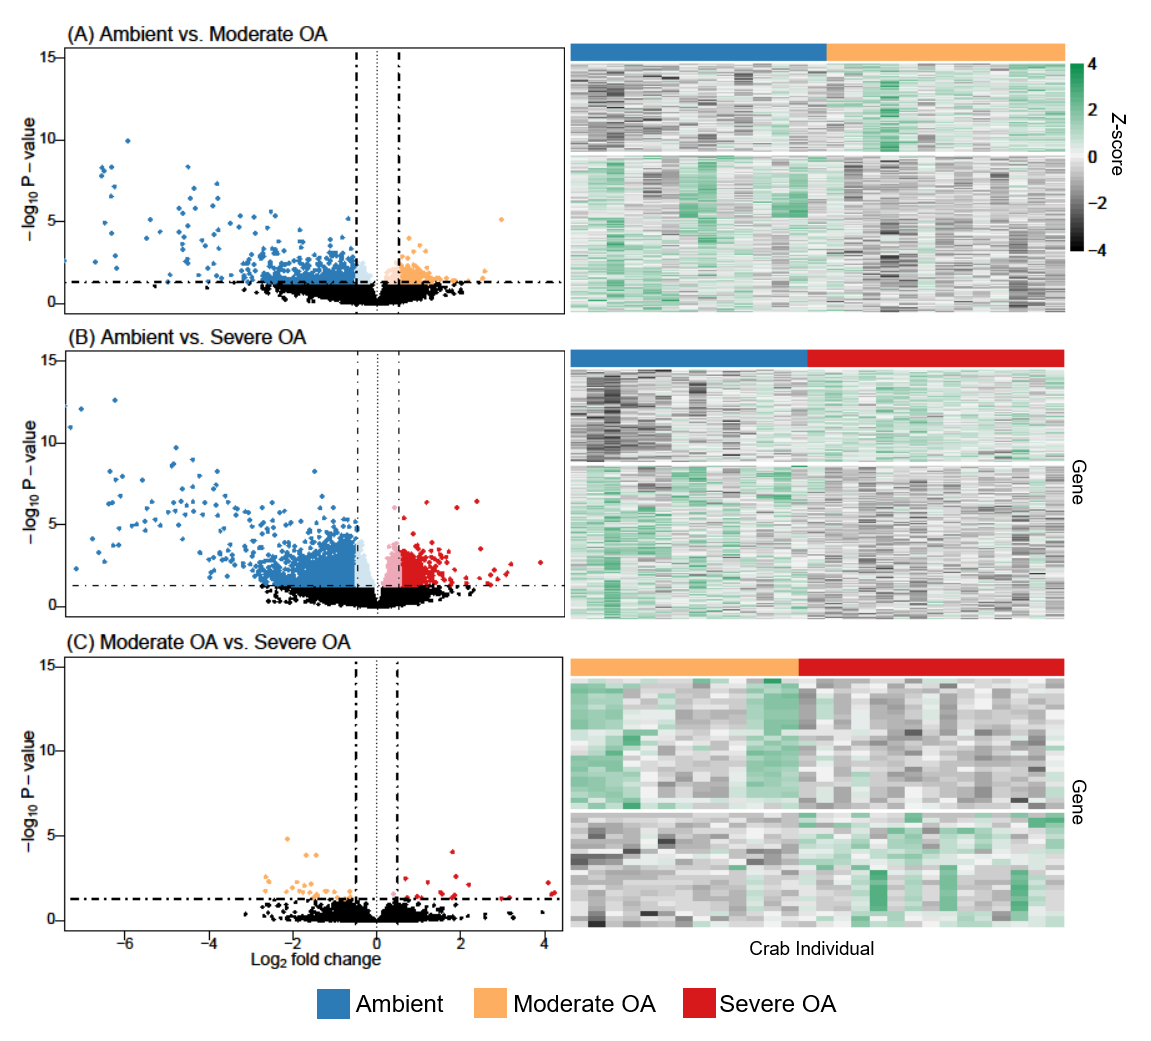 (A) Ambient vs. Moderate OA
15
10
5
0
−log10 P−value
4
2
0
−2
−4
Z-score
(B) Ambient vs. Severe OA
15
10
5
0
−log10 P−value
Gene
(C) Moderate OA vs. Severe OA
15
10
5
0
−log10 P−value
Gene
−6 −4 −2 0 2 4
Log2 fold change
Crab Individual
Ambient Moderate OA Severe OA